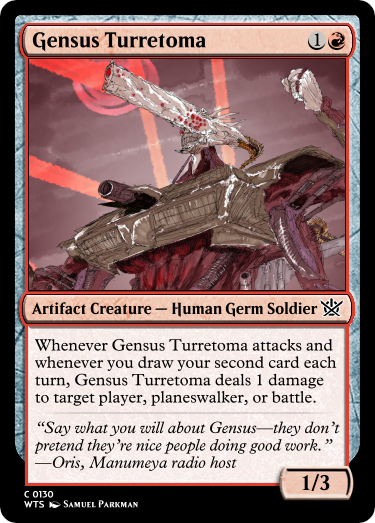 Gensus Turretoma 1
Artifact Creature — Human Germ Soldier
Whenever Gensus Turretoma attacks and
whenever you draw your second card each
turn, Gensus Turretoma deals 1 damage
to target player, planeswalker, or battle.
“Say what you will about Gensus—they don’t
pretend they’re nice people doing good work.”
—Oris, Manumeya radio host
1/3
C 0130
WTS Samuel Parkman